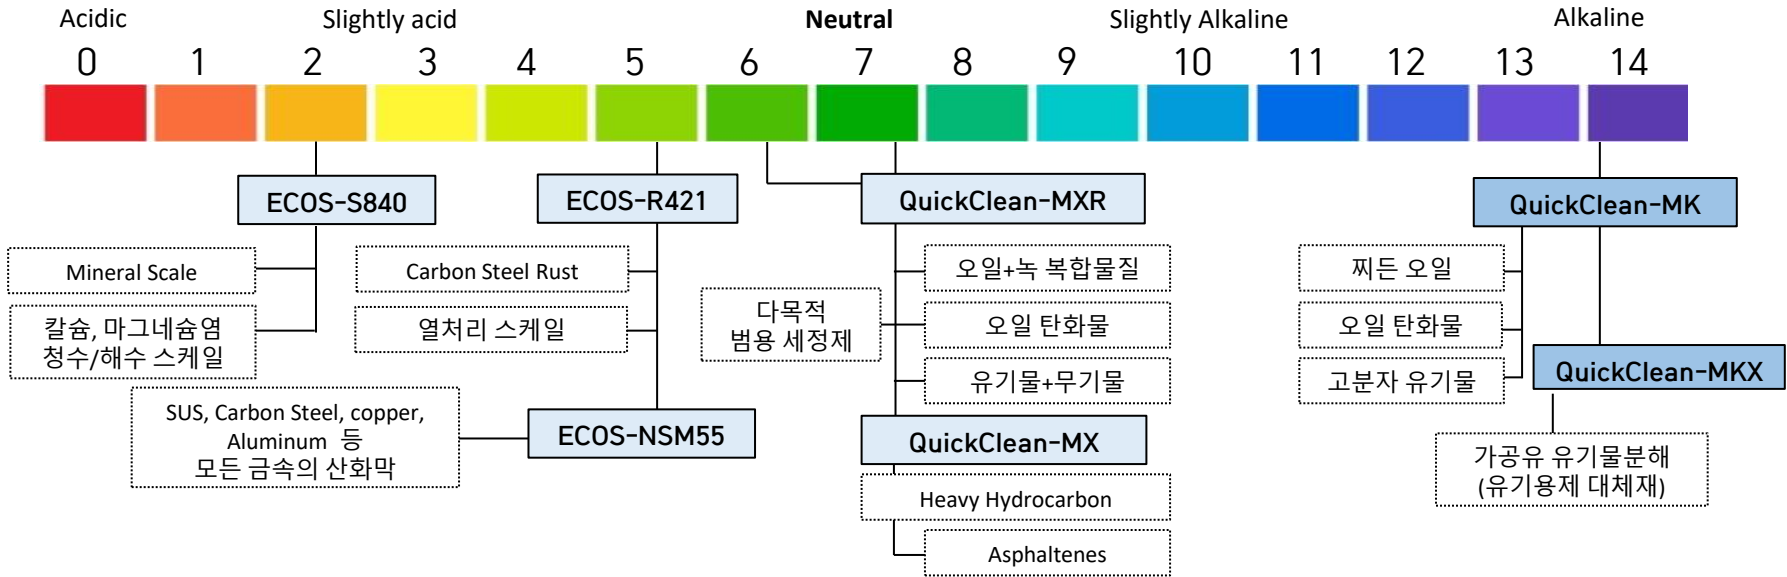 Acidic
Slightly acid
Neutral
Slightly Alkaline
Alkaline
0 1 2 3 4 5 6 7 8 9 10 11 12 13 14
ECOS-S840
Mineral Scale
칼슘, 마그네슘염
청수/해수 스케일
ECOS-R421
Carbon Steel Rust
열처리 스케일
SUS, Carbon Steel, copper,
Aluminum 등
모든 금속의 산화막
ECOS-NSM55
QuickClean-MXR
다목적
범용 세정제
오일+녹 복합물질
오일 탄화물
유기물+무기물
QuickClean-MX
Heavy Hydrocarbon
Asphaltenes
QuickClean-MK
찌든 오일
오일 탄화물
고분자 유기물
QuickClean-MKX
가공유 유기물분해
(유기용제 대체재)